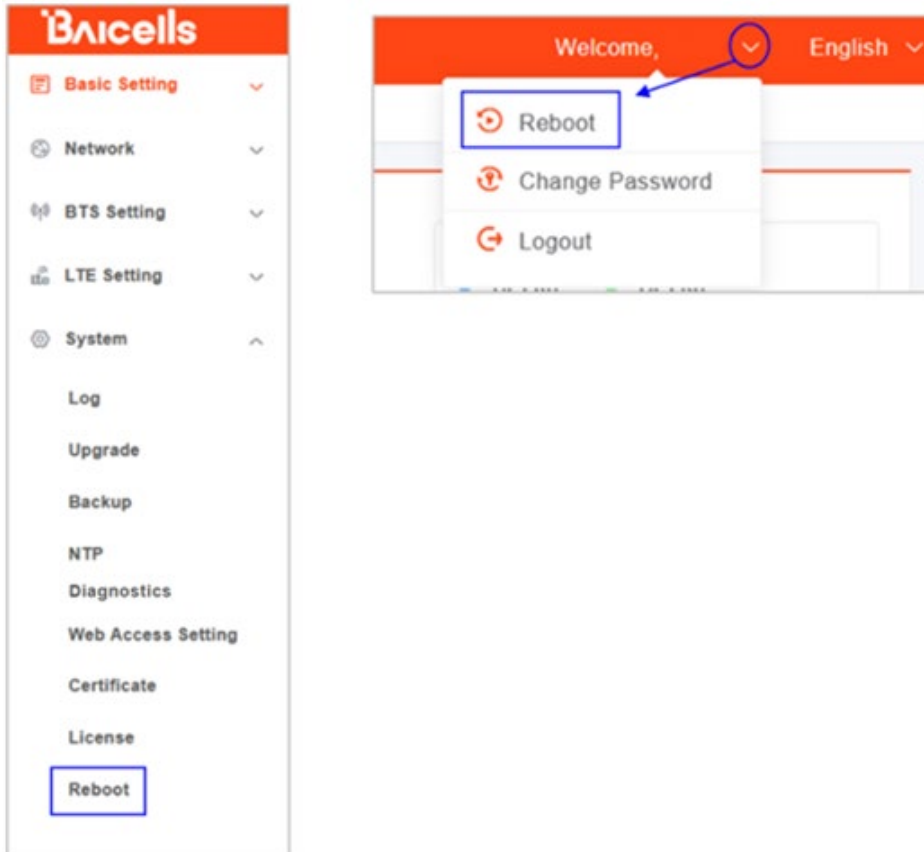 BAICELLS
Basic Setting
Network
BTS Setting
LTE Setting
System
Log
Upgrade
Backup
NTP
Diagnostics
Web Access Setting
Certificate
License
Reboot
Welcome,
English
Reboot
Change Password
Logout